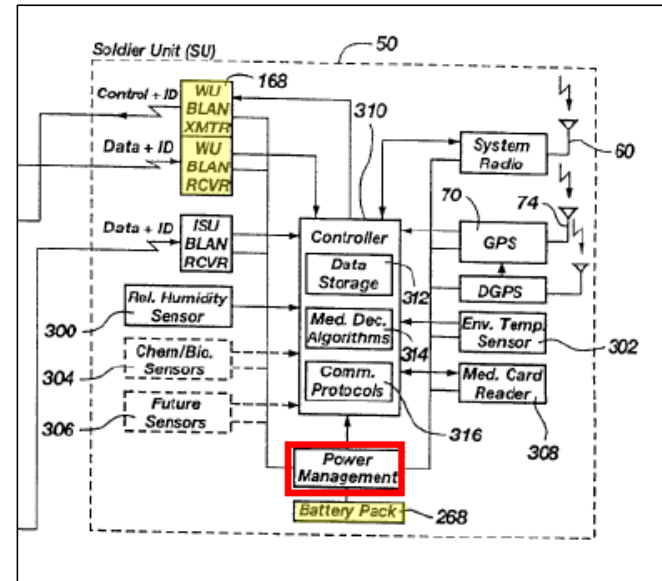 Soldier Unit (SU)
50
Control + ID
168
WU
BLAN
XMTR
310
Data + ID
WU
BLAN
RCVR
System
Radio
60
Data + ID
ISU
BLAN
RCVR
Controller
70
74
GPS
Data
Storage
312
DGPS
Rel. Humidity
Sensor
300
Med. Dec.
Algorithms
314
Env. Temp.
Sensor
302
Chem/Bio.
Sensors
304
Comm.
Protocols
316
Med. Card
Reader
308
Future
Sensors
306
Power
Management
Battery Pack
268